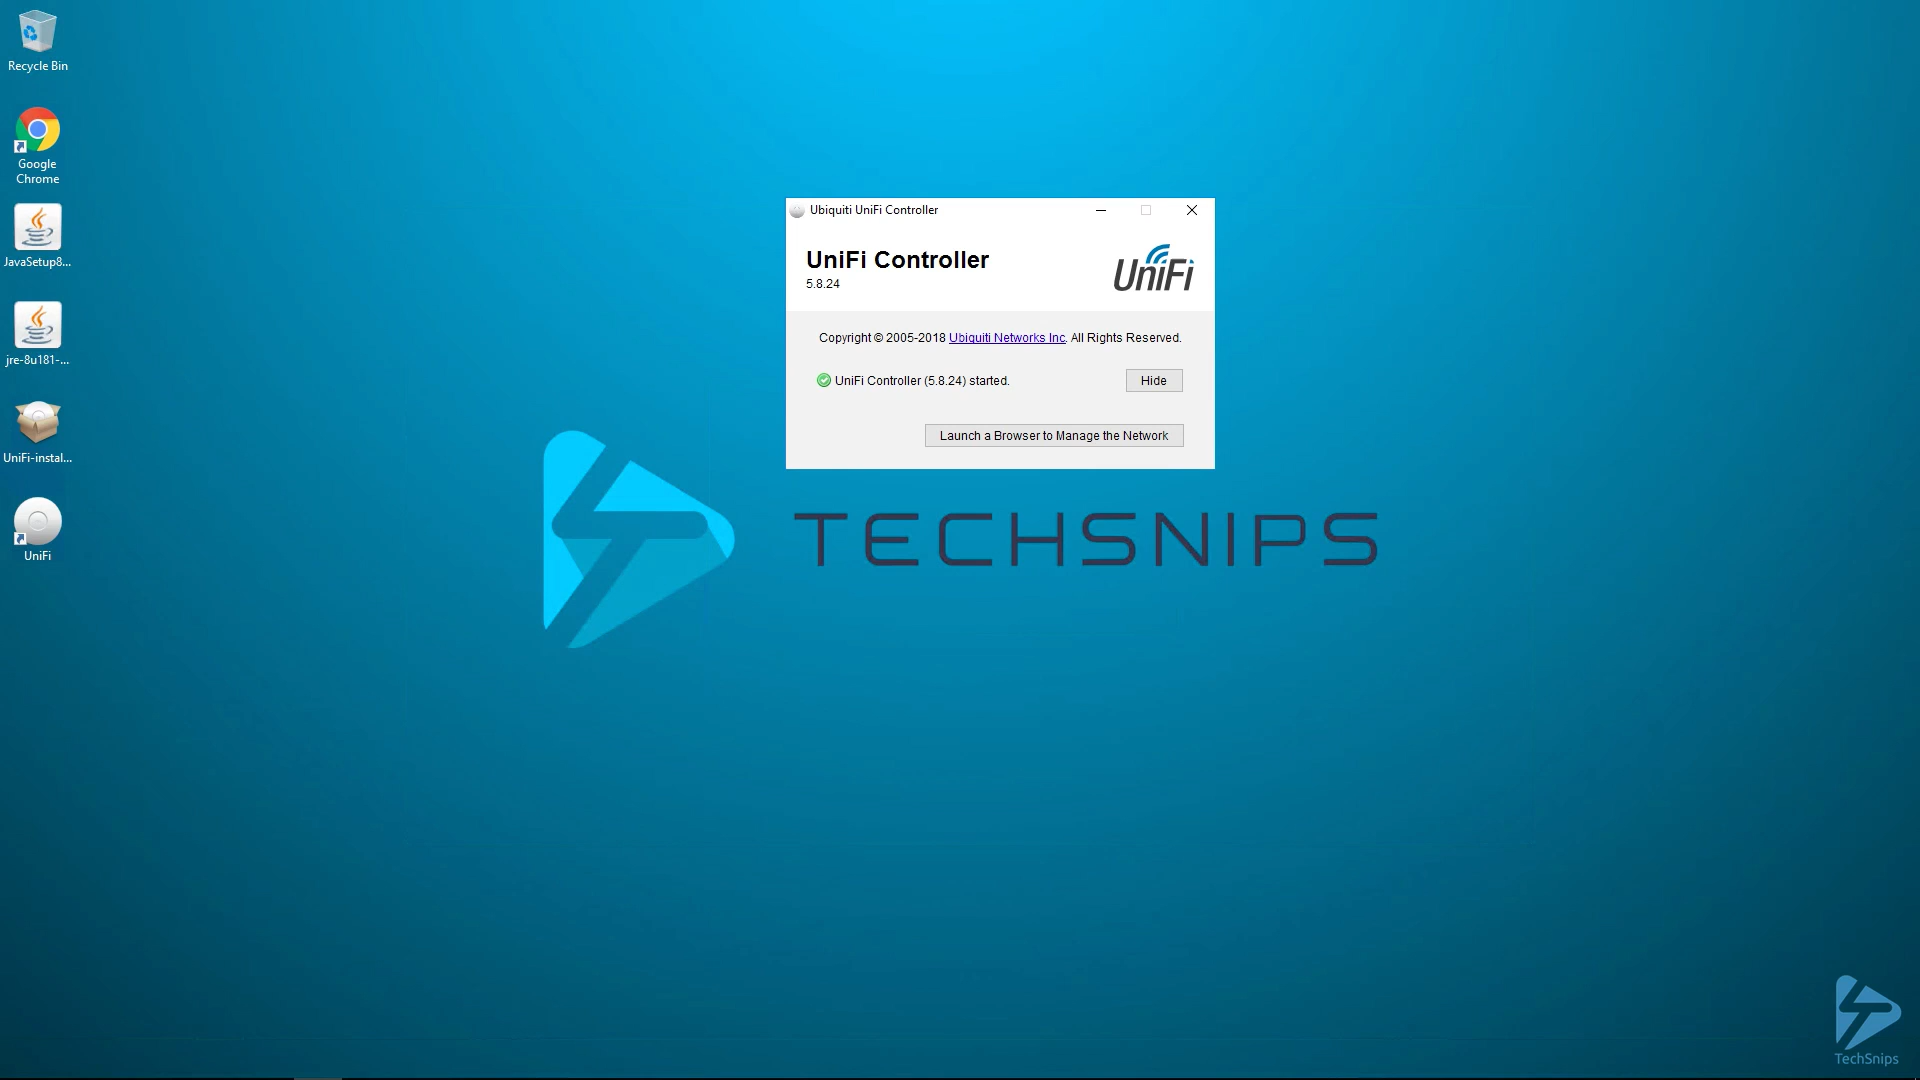 Recycle Bin
Google
Chrome
JavaSetup8...
jre-8u181-...
UniFi-instal...
UniFi
Ubiquiti UniFi Controller
UniFi Controller
5.8.24
UniFi
Copyright © 2005-2018 Ubiquiti Networks Inc. All Rights Reserved.
UniFi Controller (5.8.24) started.
Hide
Launch a Browser to Manage the Network
TECHSNIPS
TechSnips